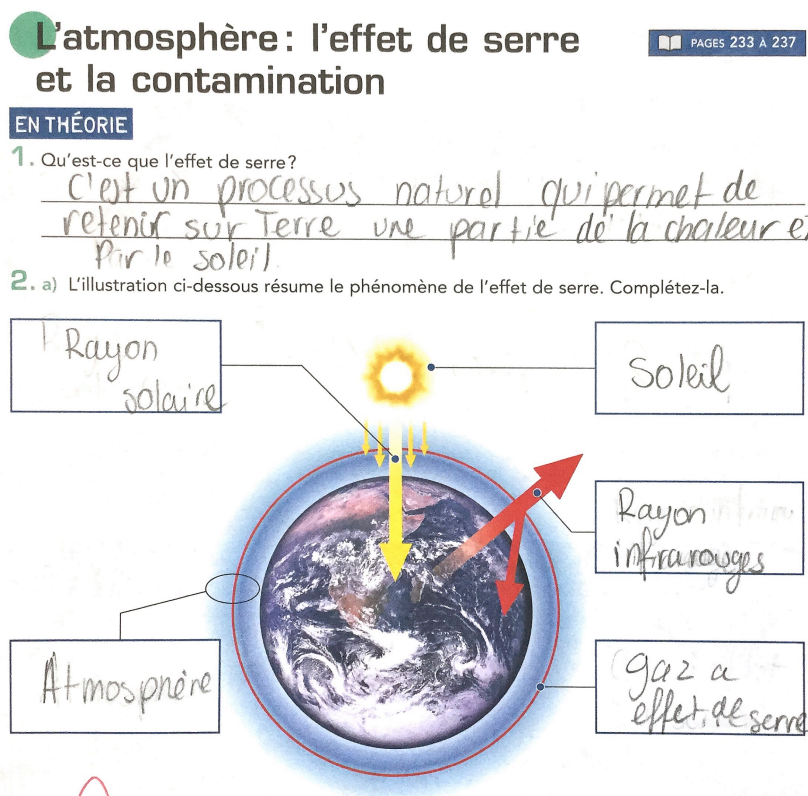 L'atmosphère : l'effet de serre
et la contamination
PAGES 233 À 237
EN THÉORIE
1. Qu'est-ce que l'effet de serre ?
C'est un processus naturel qui permet de
retenir sur Terre une partie de la chaleur
Par le soleil
2. a) L'illustration ci-dessous résume le phénomène de l'effet de serre. Complétez-la.
Rayon
solaire
Soleil
Rayon
infrarouges
Atmosphère
gaz a
effet de serre